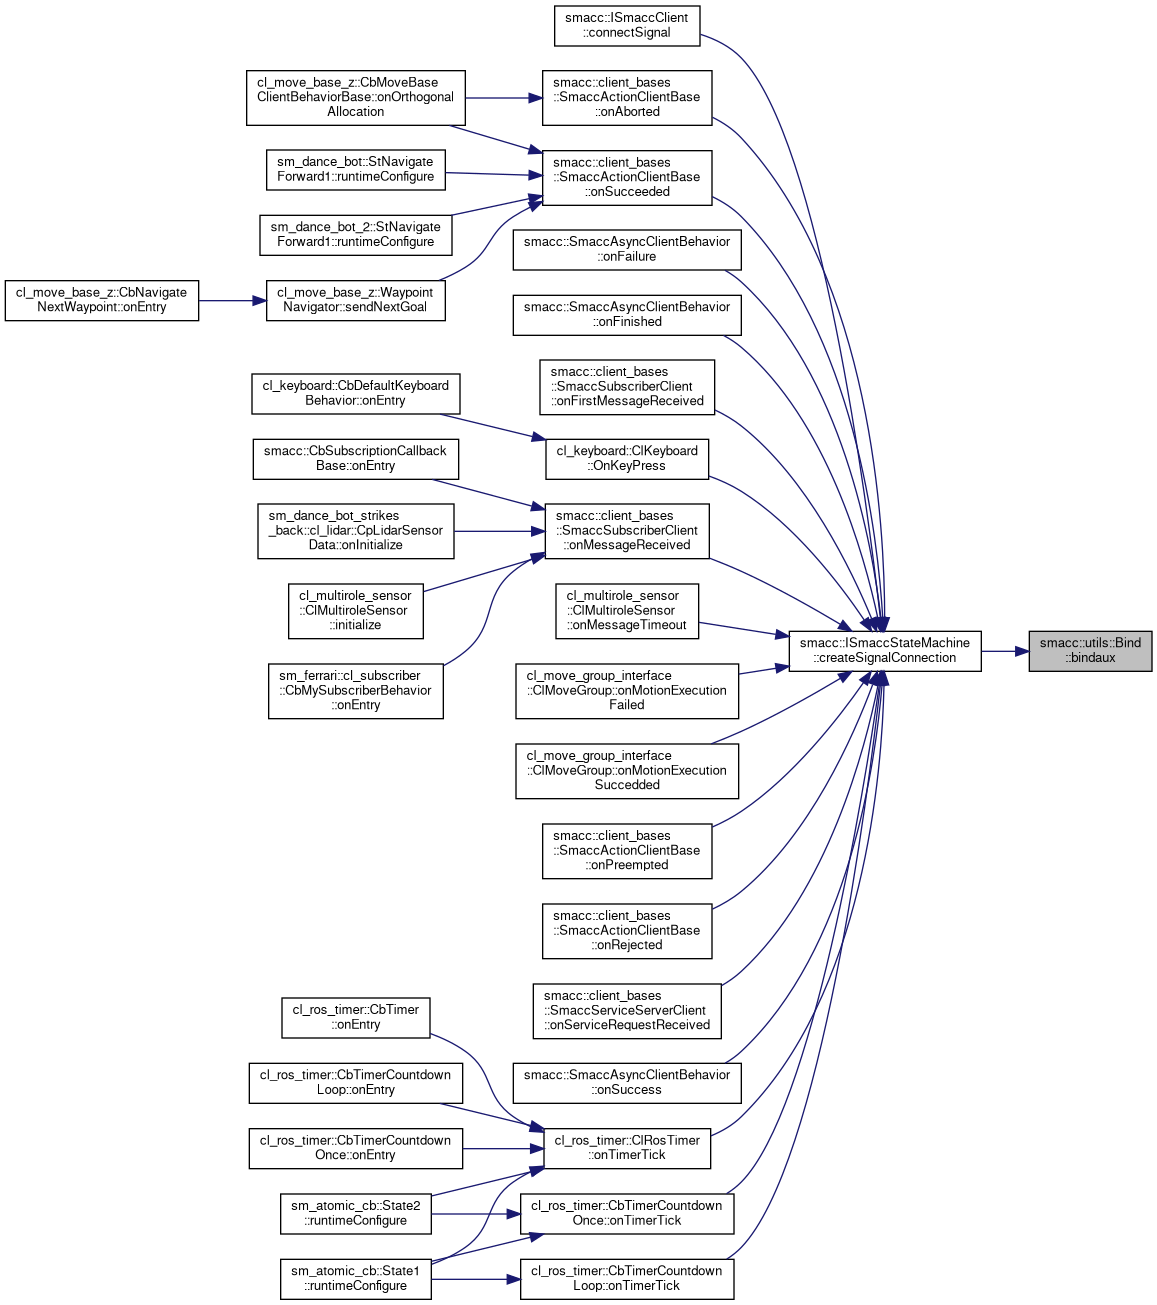 smacc::ISmaccClient
::connectSignal
cl_move_base_z::CbMoveBase
ClientBehaviorBase::onOrthogonal
Allocation
smacc::client_bases
::SmaccActionClientBase
::onAborted
sm_dance_bot::StNavigate
Forward1::runtimeConfigure
smacc::client_bases
::SmaccActionClientBase
::onSucceeded
sm_dance_bot_2::StNavigate
Forward1::runtimeConfigure
smacc::SmaccAsyncClientBehavior
::onFailure
cl_move_base_z::CbNavigate
NextWaypoint::onEntry
cl_move_base_z::Waypoint
Navigator::sendNextGoal
smacc::SmaccAsyncClientBehavior
::onFinished
smacc::client_bases
::SmaccSubscriberClient
::onFirstMessageReceived
cl_keyboard::CbDefaultKeyboard
Behavior::onEntry
smacc::CbSubscriptionCallback
Base::onEntry
cl_keyboard::ClKeyboard
::OnKeyPress
sm_dance_bot_strikes
_back::cl_lidar::CpLidarSensor
Data::onInitialize
smacc::client_bases
::SmaccSubscriberClient
::onMessageReceived
cl_multirole_sensor
::ClMultiroleSensor
::initialize
cl_multirole_sensor
::ClMultiroleSensor
::onMessageTimeout
smacc::ISmaccStateMachine
::createSignalConnection
smacc::utils::Bind
::bindaux
sm_ferrari::cl_subscriber
::CbMySubscriberBehavior
::onEntry
cl_move_group_interface
::ClMoveGroup::onMotionExecution
Failed
cl_move_group_interface
::ClMoveGroup::onMotionExecution
Succedded
smacc::client_bases
::SmaccActionClientBase
::onPreempted
smacc::client_bases
::SmaccActionClientBase
::onRejected
smacc::client_bases
::SmaccServiceServerClient
::onServiceRequestReceived
cl_ros_timer::CbTimer
::onEntry
cl_ros_timer::CbTimerCountdown
Loop::onEntry
smacc::SmaccAsyncClientBehavior
::onSuccess
cl_ros_timer::CbTimerCountdown
Once::onEntry
cl_ros_timer::ClRosTimer
::onTimerTick
sm_atomic_cb::State2
::runtimeConfigure
cl_ros_timer::CbTimerCountdown
Once::onTimerTick
sm_atomic_cb::State1
::runtimeConfigure
cl_ros_timer::CbTimerCountdown
Loop::onTimerTick